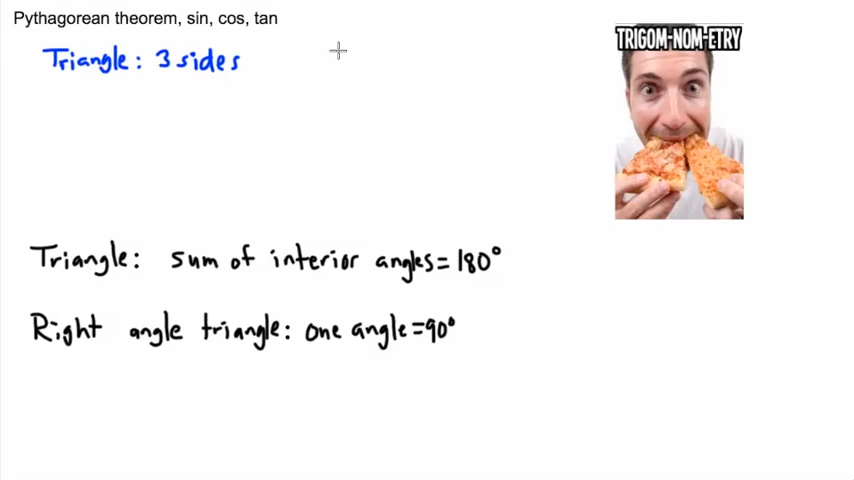 Pythagorean theorem, sin, cos, tan
Triangle: 3 sides
TRIGOM-NOM-ETRY
Triangle: sum of interior angles=180°
Right angle triangle: one angle=90°